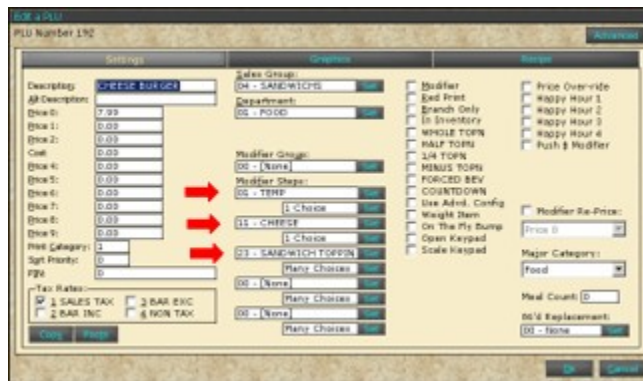 Edit a PLU
PLU Number 192
Advanced
Settings
Graphics
Recipe
Description: CHEESE BURGER
Alt Description:
Price 0: 7.99
Price 1: 0.00
Price 2: 0.00
Cost 0.00
Price 4: 0.00
Price 5: 0.00
Price 6: 0.00
Price 7: 0.00
Price 8: 0.00
Price 9: 0.00
Print Category: 1
Sort Priority: 0
0
Tax Rates:
1 SALES TAX
3 BAR EXC
2 BAR INC
4 NON TAX
Copy
Sales Group:
04 - SANDWICHS Set
Department:
01 - FOOD Set
Modifier Group:
00 - [None] Set
Modifier Steps:
01 - TEMP Set
1 Choice Set
11 - CHEESE Set
1 Choice Set
23 - SANDWICH TOPPIN Set
Many Choices Set
00 - [None] Set
Many Choices Set
00 - [None] Set
Many Choices Set
Modifier
Red Print
Branch Only
In Inventory
WHOLE TOPN
HALF TOPN
1/4 TOPN
MINUS TOPN
FORCED BEV
COUNTDOWN
Use Advd. Config
Weight Item
On The Fly Bump
Open Keypad
Scale Keypad
Price Over-ride
Happy Hour 1
Happy Hour 2
Happy Hour 3
Happy Hour 4
Push $ Modifier
Modifier Re-Price:
Price 0
Major Category:
Food
Meal Count: 0
86'd Replacement:
00 - None Set
Ok
Cancel